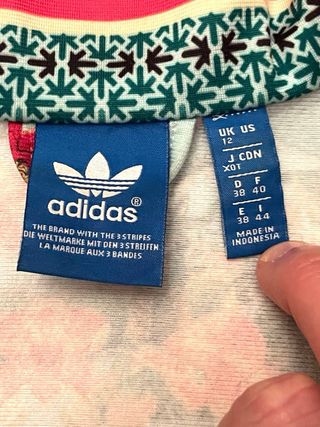 adidas®
THE BRAND WITH THE 3 STRIPES
DIE WELTMARKE MIT DEN 3 STREIFEN
LA MARQUE AUX 3 BANDES
UK US
12
J CDN
XOT
D F
38 40
E I
38 44
MADE IN
INDONESIA